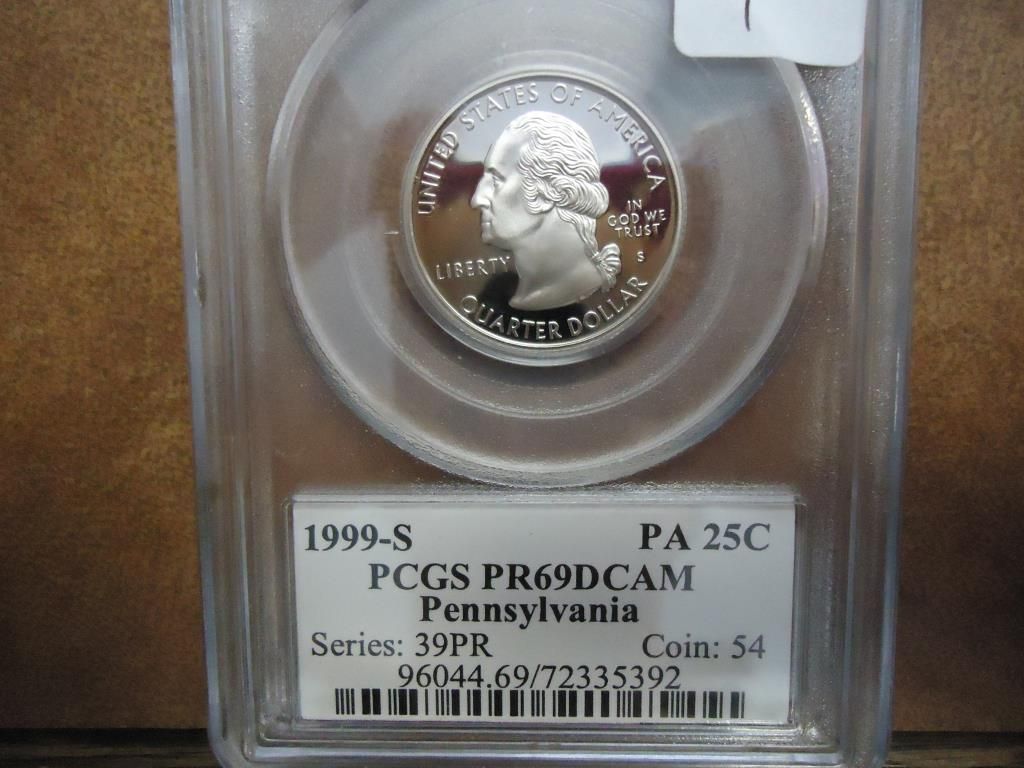 UNITED STATES OF AMERICA
IN
GOD WE
TRUST
S
LIBERTY
QUARTER DOLLAR
1999-S PA 25C
PCGS PR69DCAM
Pennsylvania
Series: 39PR Coin: 54
96044.69/72335392